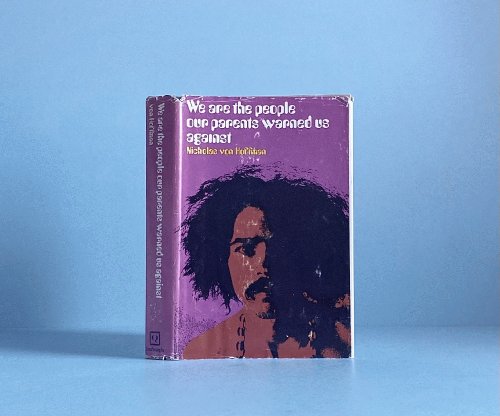 We are the people
our parents warned us
against
Nicholas von Hoffman
We are the people our parents warned us against
von Hoffman